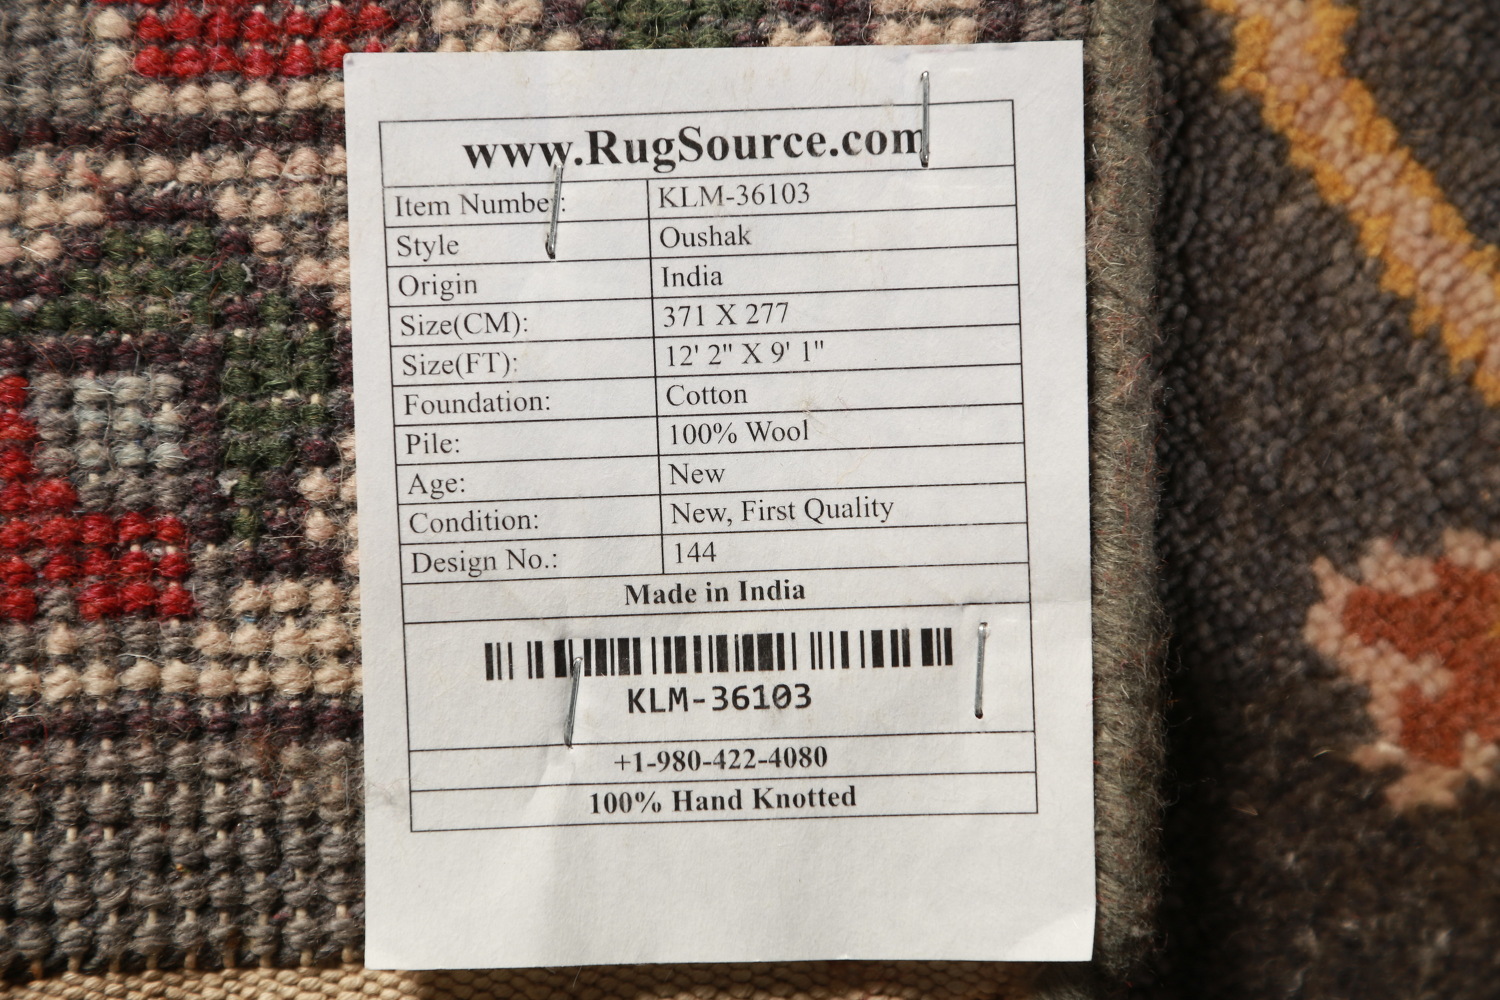 www.RugSource.com
Item Number: KLM-36103
Style Oushak
Origin India
Size(CM): 371 X 277
Size(FT): 12' 2" X 9' 1"
Foundation: Cotton
Pile: 100% Wool
Age: New
Condition: New, First Quality
Design No.: 144
Made in India
KLM-36103
+1-980-422-4080
100% Hand Knotted